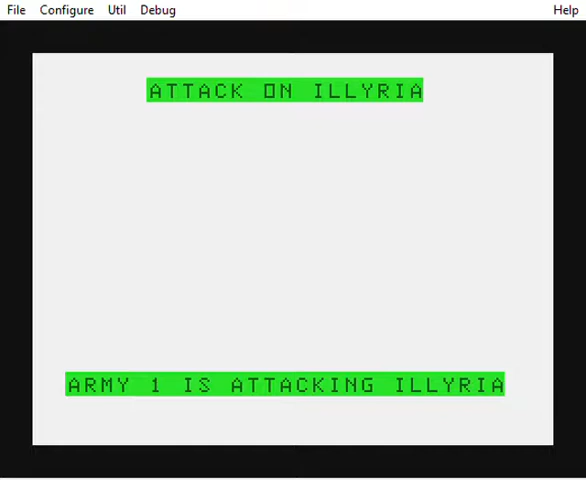 File Configure Util Debug Help
ATTACK ON ILLYRIA
ARMY 1 IS ATTACKING ILLYRIA